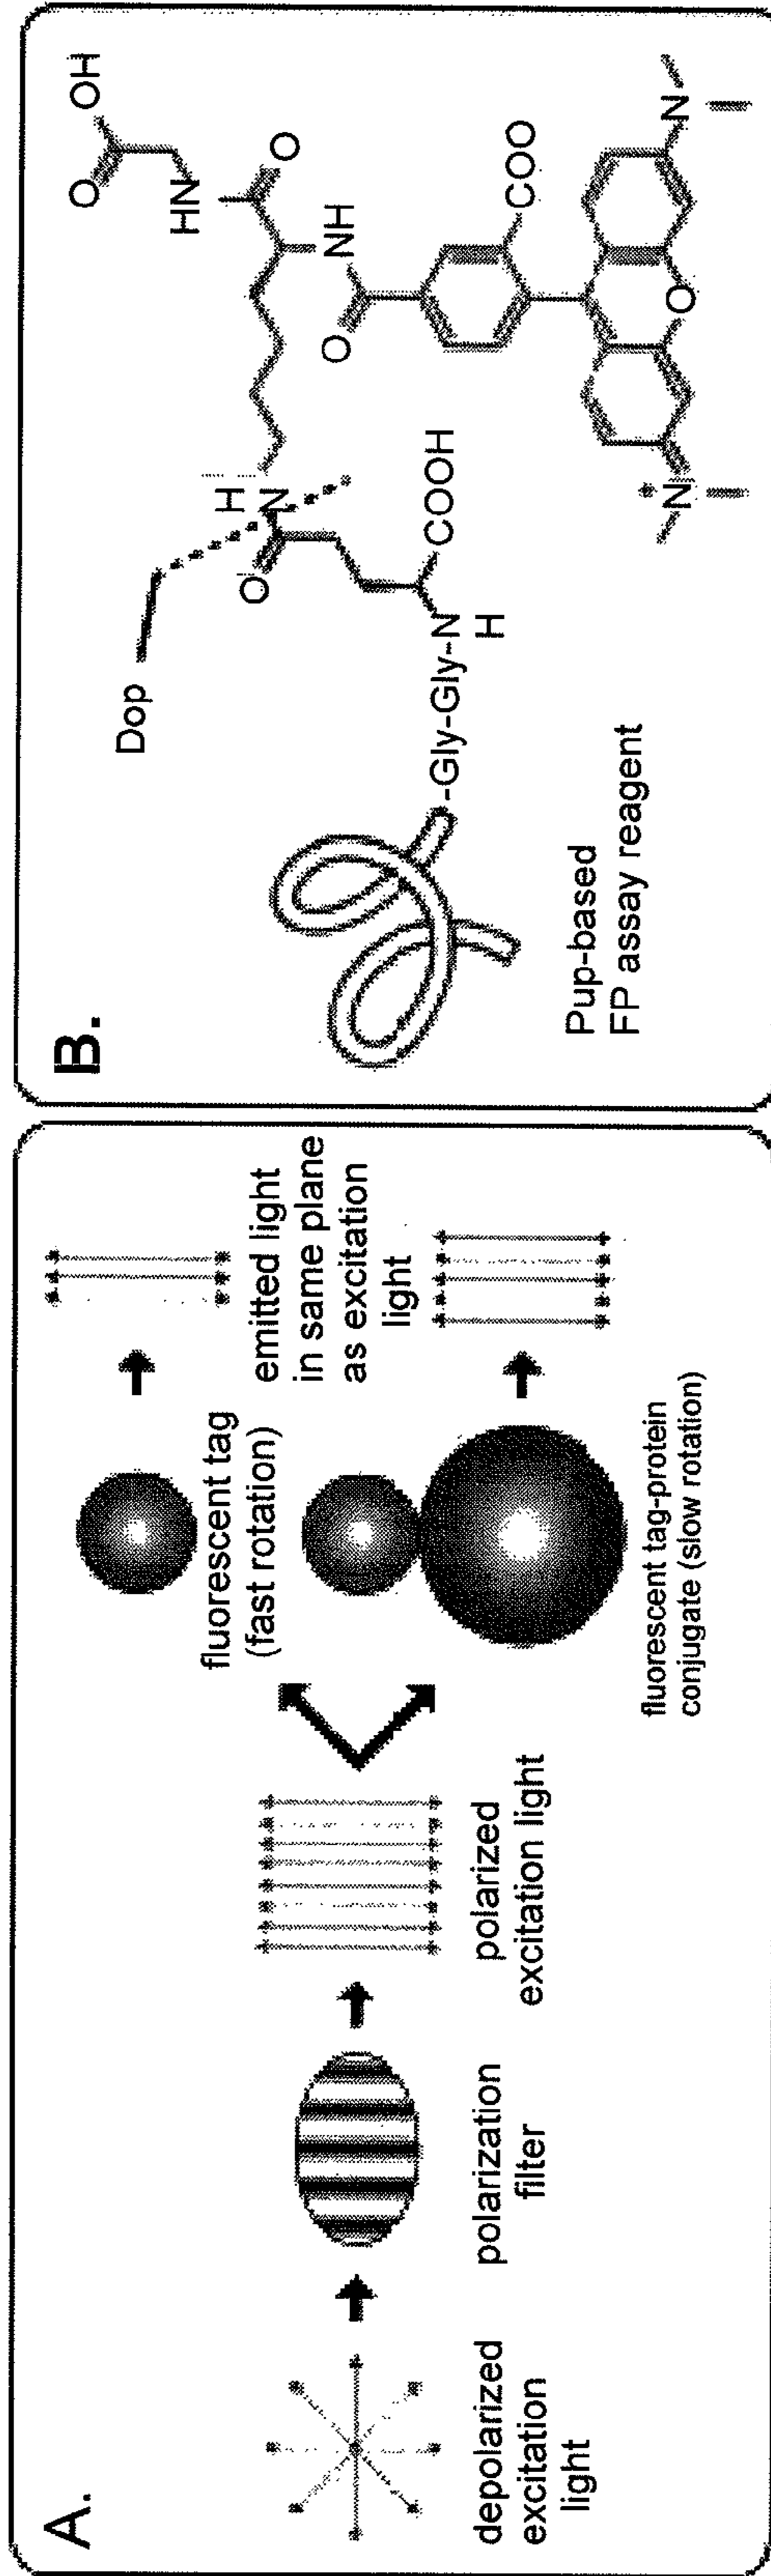 A.
depolarized
excitation
light
polarization
filter
polarized
excitation light
fluorescent tag
(fast rotation)
fluorescent tag-protein
conjugate (slow rotation)
emitted light
in same plane
as excitation
light
B.
Pup-based
FP assay reagent
Dop
-Gly-Gly-N
H
COOH
O
H
N
O
NH
O
HN
O
OH
COO
O
N
+
N